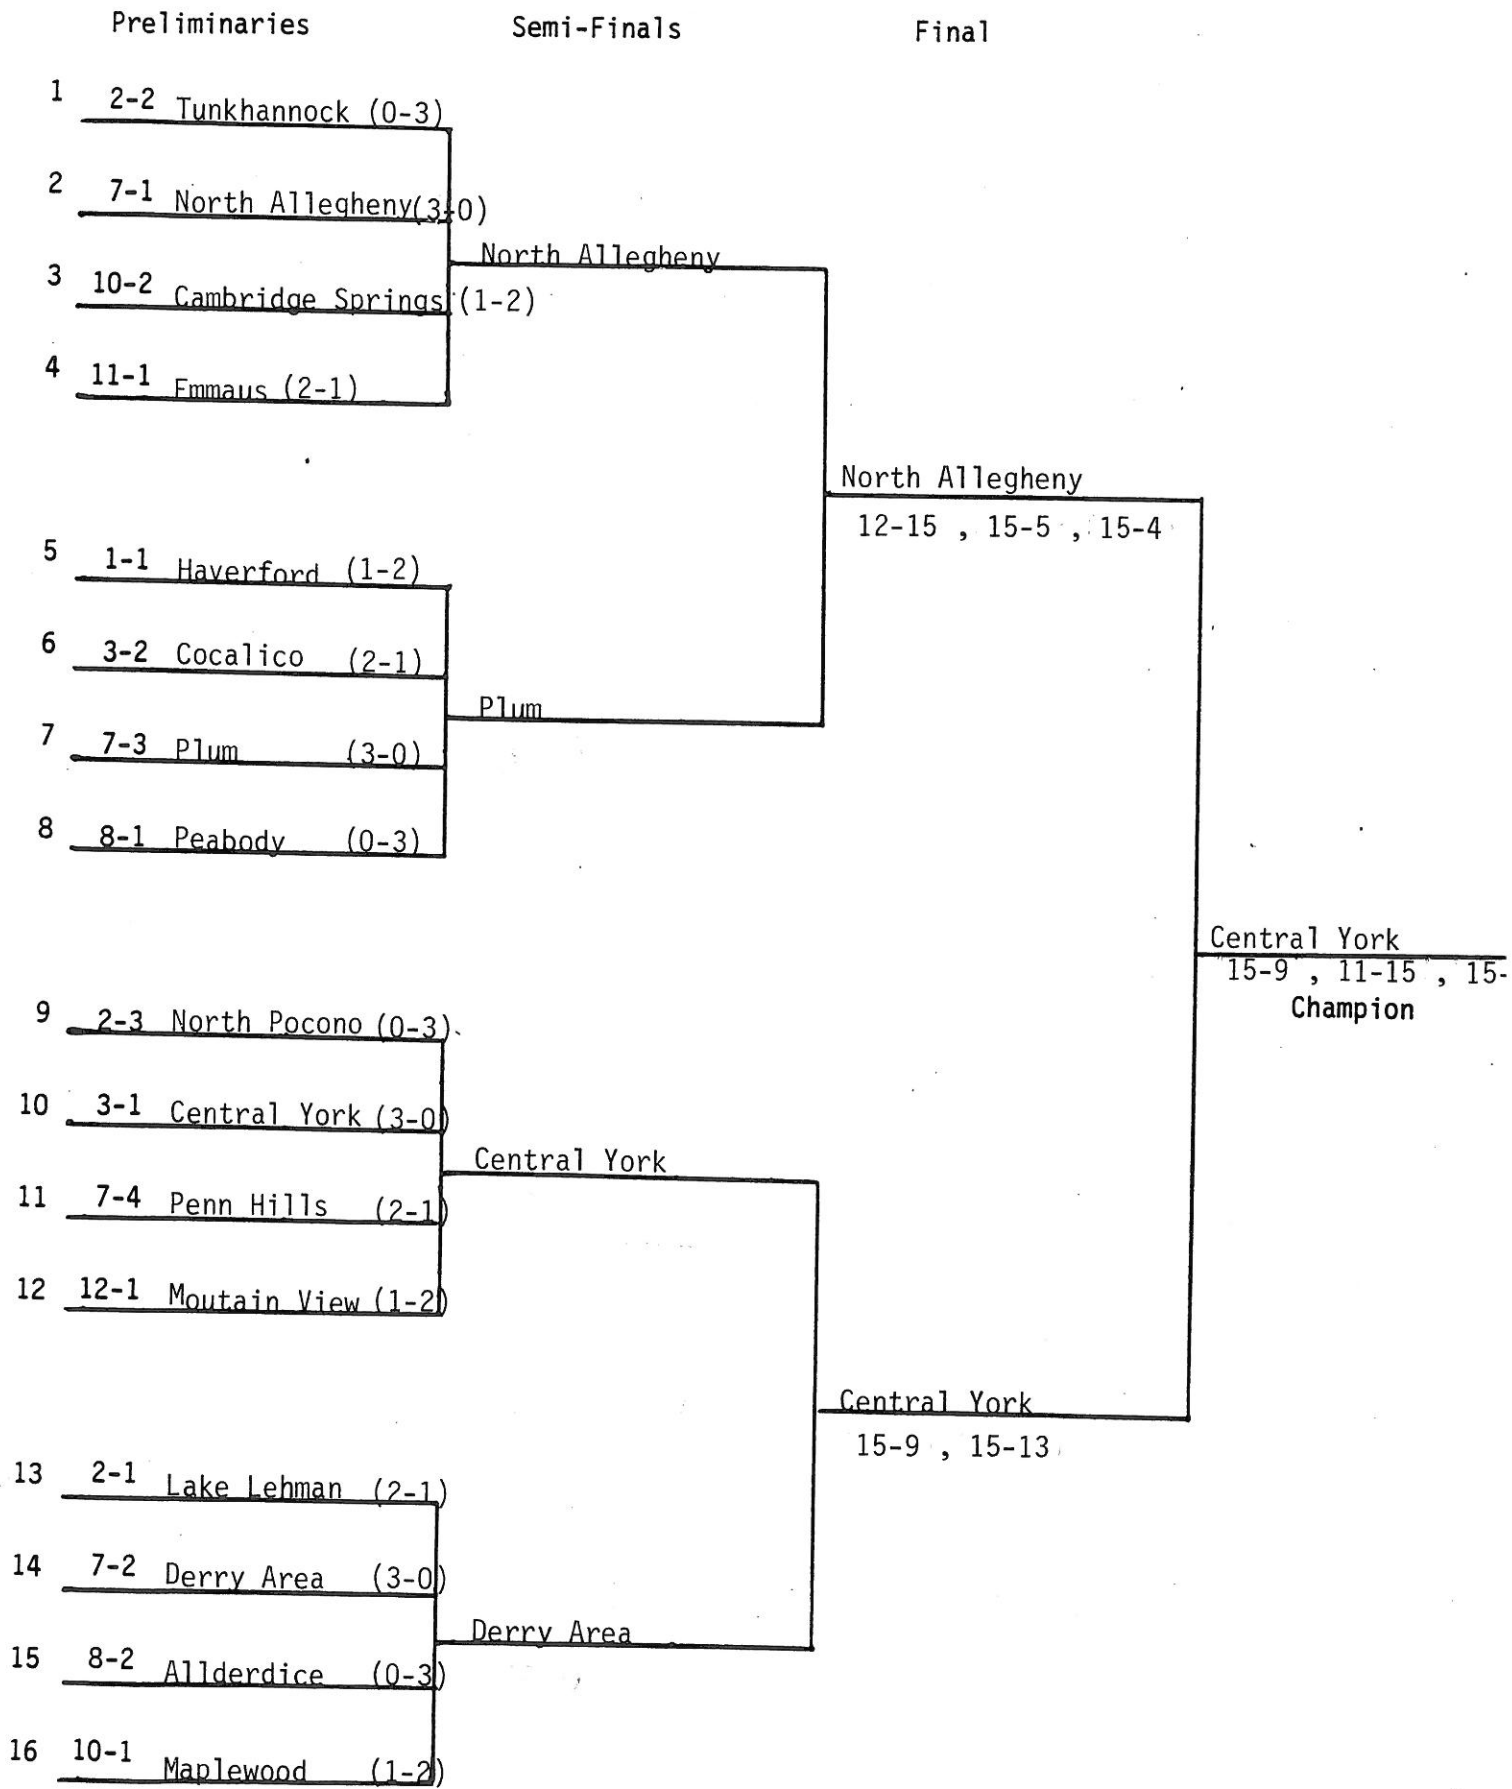 Preliminaries Semi-Finals Final
1 2-2 Tunkhannock (0-3)
2 7-1 North Allegheny(3-0)
North Allegheny
3 10-2 Cambridge Springs (1-2)
4 11-1 Emmaus (2-1)
North Allegheny
12-15 , 15-5 , 15-4
5 1-1 Haverford (1-2)
6 3-2 Cocalico (2-1)
Plum
7 7-3 Plum (3-0)
8 8-1 Peabody (0-3)
Central York
15-9 , 11-15 , 15-
Champion
9 2-3 North Pocono (0-3)
10 3-1 Central York (3-0)
Central York
11 7-4 Penn Hills (2-1)
12 12-1 Moutain View (1-2)
Central York
15-9 , 15-13
13 2-1 Lake Lehman (2-1)
14 7-2 Derry Area (3-0)
Derry Area
15 8-2 Allderdice (0-3)
16 10-1 Maplewood (1-2)